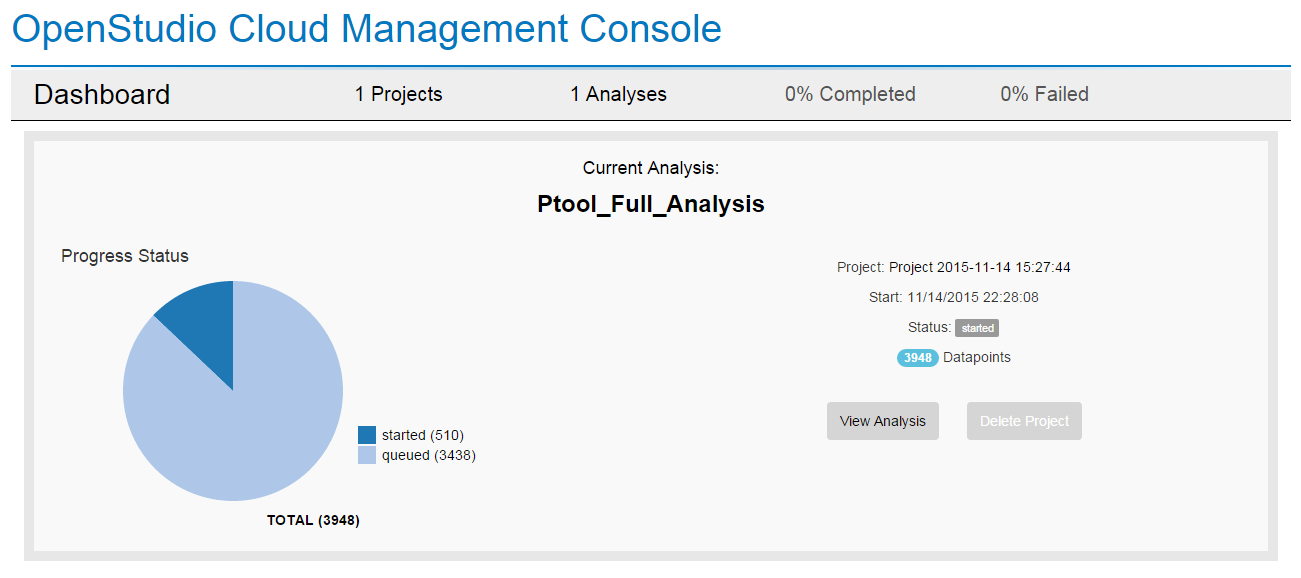 OpenStudio Cloud Management Console
Dashboard 1 Projects 1 Analyses 0% Completed 0% Failed
Current Analysis:
Ptool_Full_Analysis
Progress Status
Project: Project 2015-11-14 15:27:44
Start: 11/14/2015 22:28:08
Status: started
3948 Datapoints
View Analysis Delete Project
started (510)
queued (3438)
TOTAL (3948)